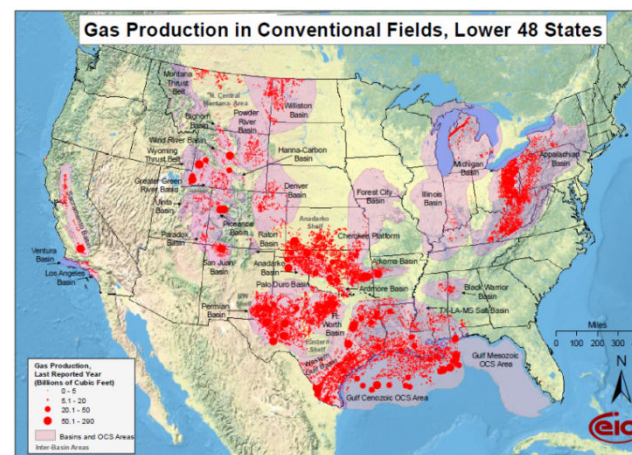 Gas Production in Conventional Fields, Lower 48 States
Montana
Thrust
Belt
N. Central
Montana Area
Williston
Basin
Bighorn
Basin
Powder
River
Basin
Wind River Basin
Wyoming
Thrust Belt
Hanna-Carbon
Basin
Greater Green
River Basins
Uinta
Basin
Denver
Basin
Forest City
Basin
Illinois
Basin
Michigan
Basin
Appalachian
Basin
Piceance
Basin
Paradox
Basin
San Juan
Basin
Raton
Basin
Anadarko
Shelf
Cherokee Platform
Anadarko
Basin
Arkoma Basin
Palo Duro Basin
Ardmore Basin
Black Warrior
Basin
TX-LA-MS Salt Basin
Ventura
Basin
Los Angeles
Basin
Permian
Basin
Ft.
Worth
Basin
Eastern
Shelf
Western
Gulf Mesozoic
OCS Area
Gulf Cenozoic OCS Area
Miles
0 100 200 300
N
Gas Production,
Last Reported Year
(Billions of Cubic Feet)
0 - 5
5.1 - 20
20.1 - 50
50.1 - 290
Basins and OCS Areas
Inter-Basin Areas
eia